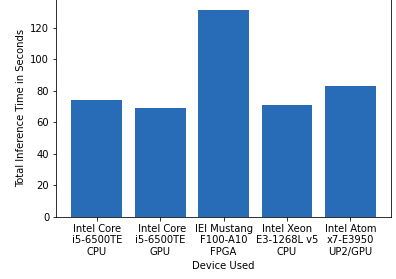 Total Inference Time in Seconds
120
100
80
60
40
20
0
Intel Core
i5-6500TE
CPU
Intel Core
i5-6500TE
GPU
IEI Mustang
F100-A10
FPGA
Intel Xeon
E3-1268L v5
CPU
Intel Atom
x7-E3950
UP2/GPU
Device Used